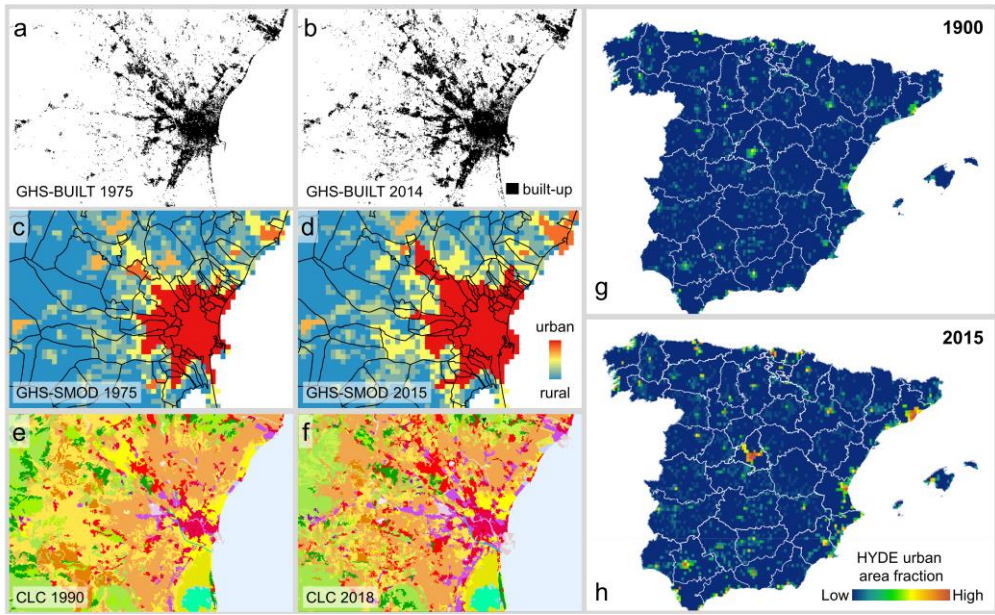 a
b
GHS-BUILT 1975
GHS-BUILT 2014
built-up
c
d
urban
rural
GHS-SMOD 1975
GHS-SMOD 2015
e
f
CLC 1990
CLC 2018
1900
g
2015
HYDE urban
area fraction
Low
High
h